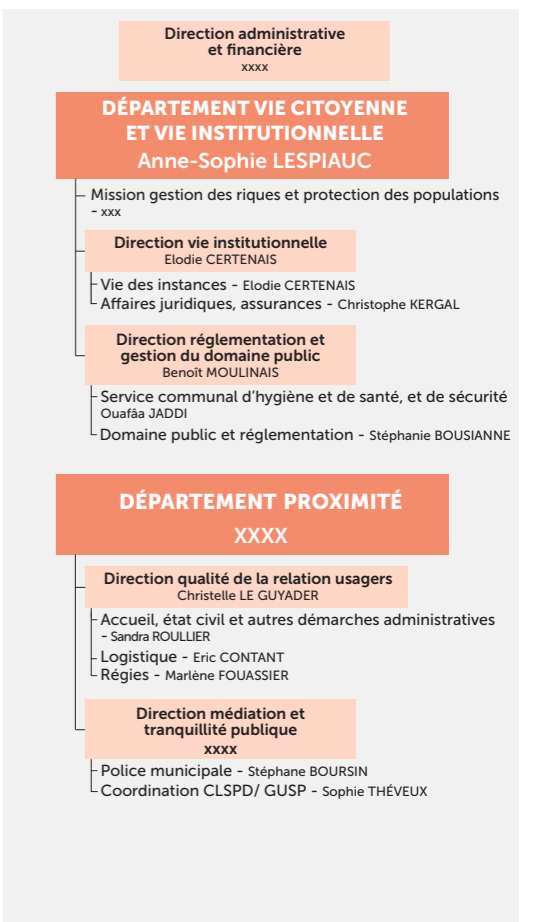 Direction administrative
et financière
xxxx
DÉPARTEMENT VIE CITOYENNE
ET VIE INSTITUTIONNELLE
Anne-Sophie LESPIAUC
Mission gestion des riques et protection des populations
- xxx
Direction vie institutionnelle
Elodie CERTENAIS
Vie des instances - Elodie CERTENAIS
Affaires juridiques, assurances - Christophe KERGAL
Direction réglementation et
gestion du domaine public
Benoît MOULINAIS
Service communal d'hygiène et de santé, et de sécurité
Ouafâa JADDI
Domaine public et réglementation - Stéphanie BOUSIANNE
DÉPARTEMENT PROXIMITÉ
XXXX
Direction qualité de la relation usagers
Christelle LE GUYADER
Accueil, état civil et autres démarches administratives
- Sandra ROULLIER
Logistique - Eric CONTANT
Régies - Marlène FOUASSIER
Direction médiation et
tranquillité publique
xxxx
Police municipale - Stéphane BOURSIN
Coordination CLSPD/ GUSP - Sophie THÉVEUX